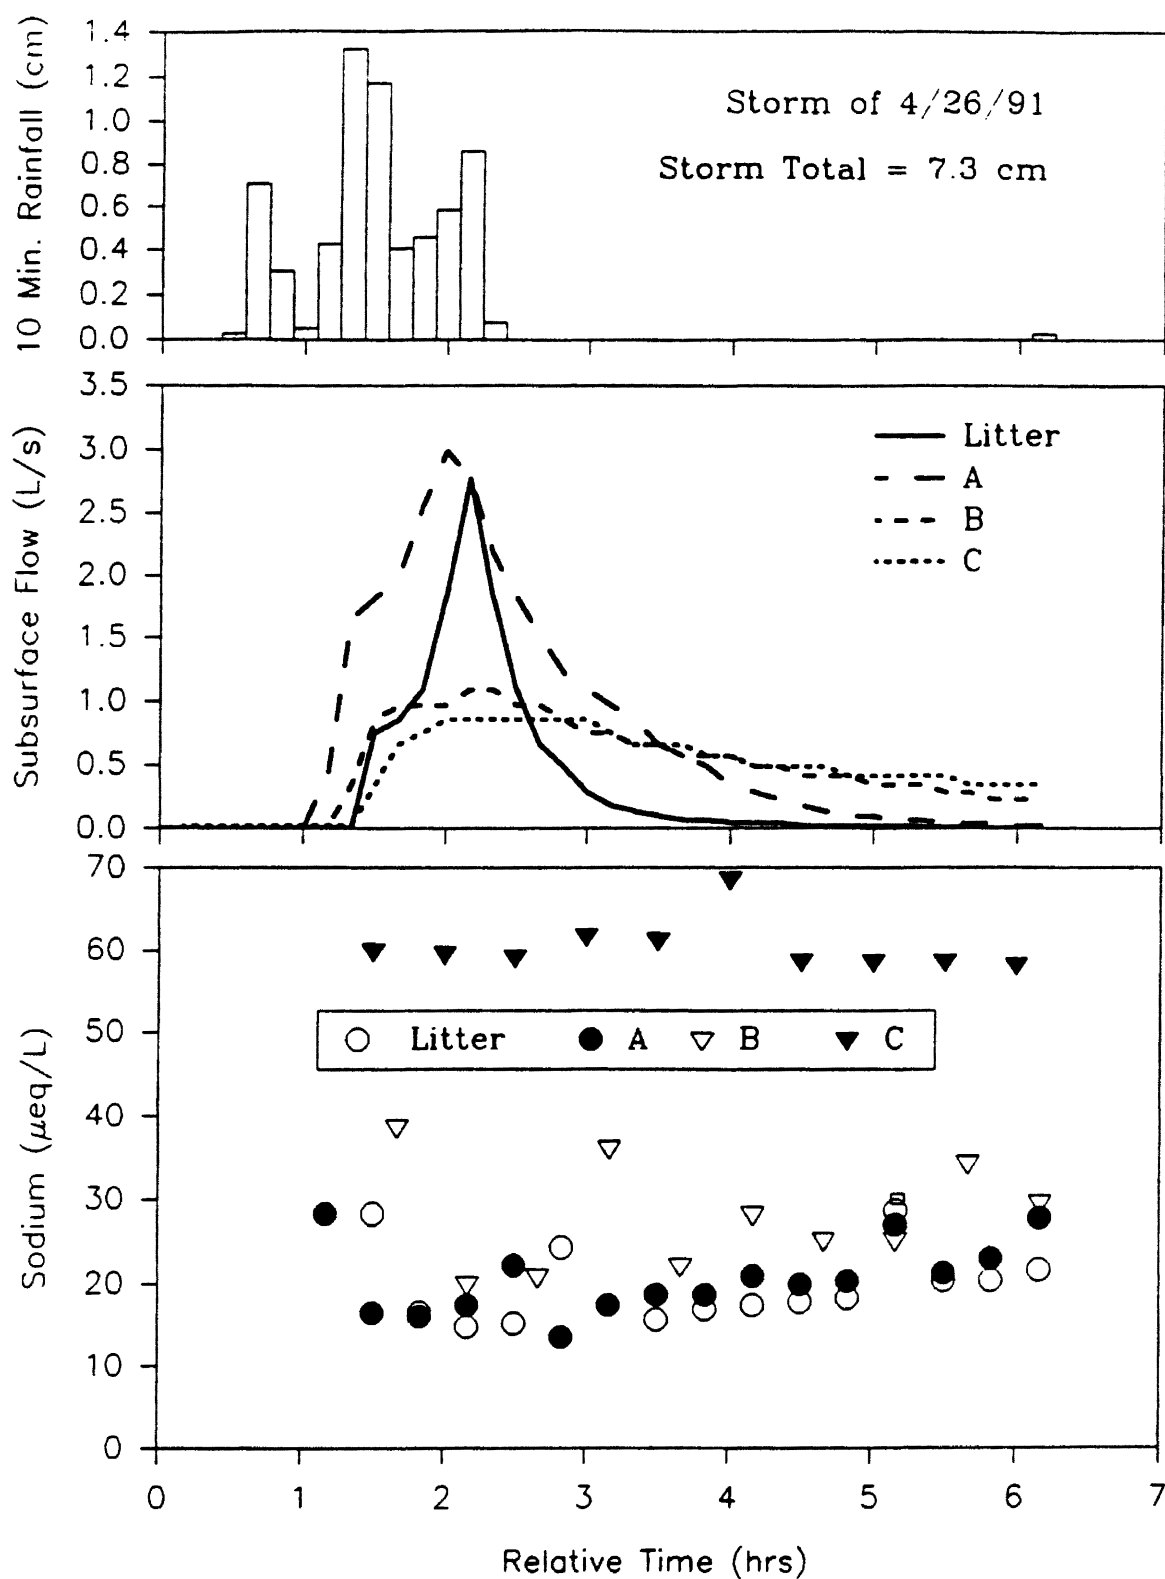 10 Min. Rainfall (cm)
1.4
1.2
1.0
0.8
0.6
0.4
0.2
0.0
Storm of 4/26/91
Storm Total = 7.3 cm
Subsurface Flow (L/s)
3.5
3.0
2.5
2.0
1.5
1.0
0.5
0.0
Litter
A
B
C
Sodium (μeq/L)
70
60
50
40
30
20
10
0
Litter A B C
0 1 2 3 4 5 6 7
Relative Time (hrs)